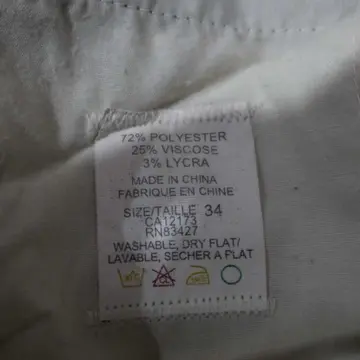 72% POLYESTER
25% VISCOSE
3% LYCRA
MADE IN CHINA
FABRIQUE EN CHINE
SIZE/TAILLE 34
CA12173
RN83427
WASHABLE, DRY FLAT/
LAVABLE, SECHER A PLAT